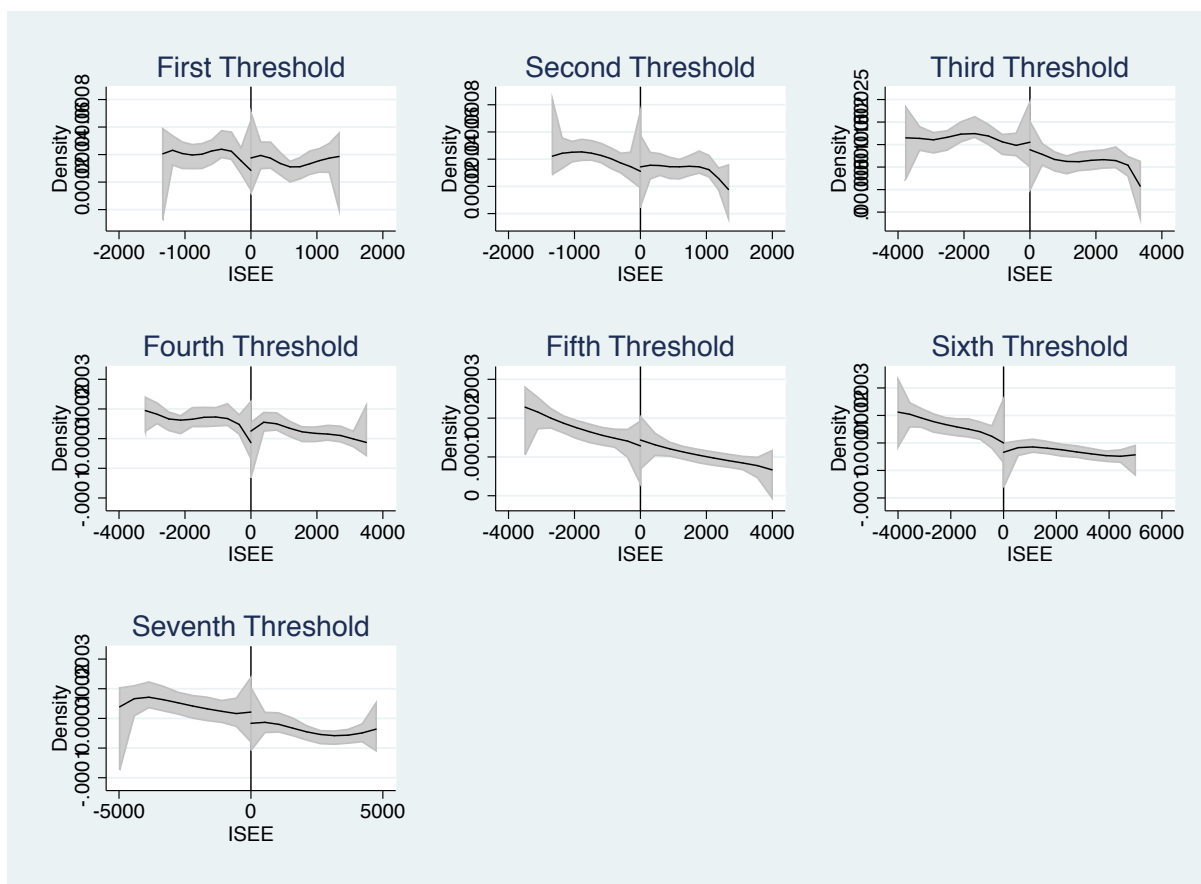 First Threshold
Density
-2000 -1000 0 1000 2000
ISEE
Second Threshold
Density
-2000 -1000 0 1000 2000
ISEE
Third Threshold
Density
-4000 -2000 0 2000 4000
ISEE
Fourth Threshold
Density
-4000 -2000 0 2000 4000
ISEE
Fifth Threshold
Density
0 .0001 .0002 .0003
-4000 -2000 0 2000 4000
ISEE
Sixth Threshold
Density
-4000 -2000 0 2000 4000 6000
ISEE
Seventh Threshold
Density
-5000 0 5000
ISEE